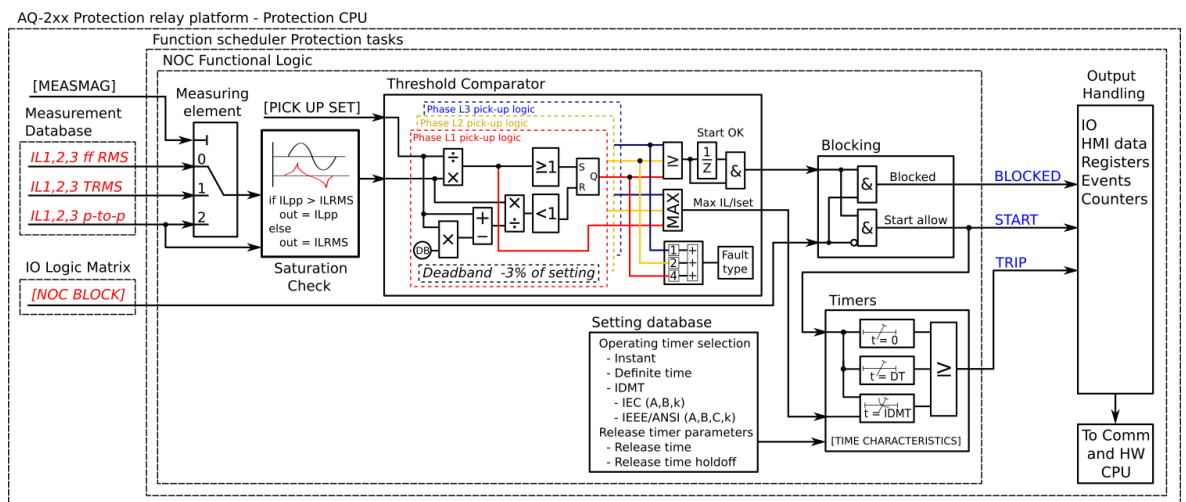 AQ-2xx Protection relay platform - Protection CPU
Function scheduler Protection tasks
NOC Functional Logic
[MEASMAG]
Measuring
element
Measurement
Database
IL1,2,3 ff RMS
IL1,2,3 TRMS
IL1,2,3 p-to-p
0
1
2
IO Logic Matrix
[NOC BLOCK]
[PICK UP SET]
if ILpp > ILRMS
out = ILpp
else
out = ILRMS
Saturation
Check
Threshold Comparator
Phase L3 pick-up logic
Phase L2 pick-up logic
Phase L1 pick-up logic
÷
×
≥1
S
Q
R
×
÷
<1
+
−
×
DB
Deadband -3% of setting
≥
Start OK
1
Z
&
MAX
Max IL/Iset
1 +
2 +
4 +
Fault
type
Blocking
&
Blocked
&
Start allow
BLOCKED
START
TRIP
Setting database
Operating timer selection
- Instant
- Definite time
- IDMT
- IEC (A,B,k)
- IEEE/ANSI (A,B,C,k)
Release timer parameters
- Release time
- Release time holdoff
Timers
t = 0
t = DT
t = IDMT
≥
[TIME CHARACTERISTICS]
Output
Handling
IO
HMI data
Registers
Events
Counters
To Comm
and HW
CPU